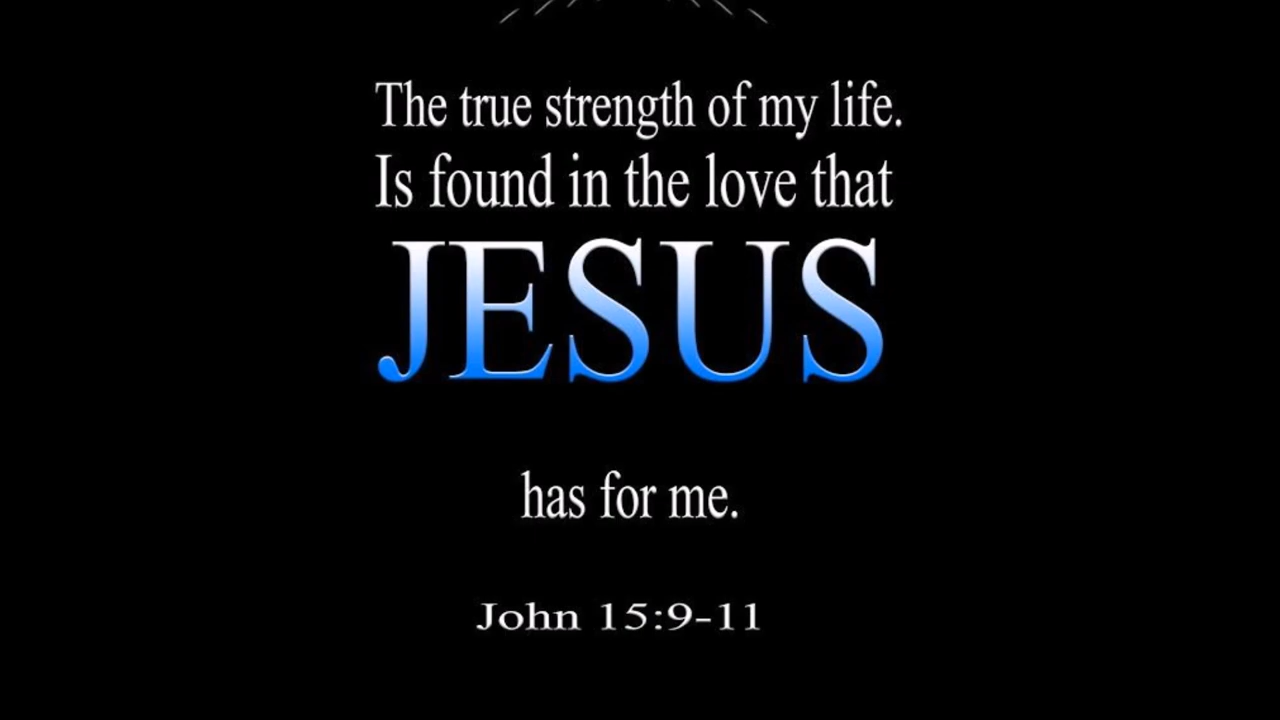 The true strength of my life.
Is found in the love that
JESUS
has for me.
John 15:9-11